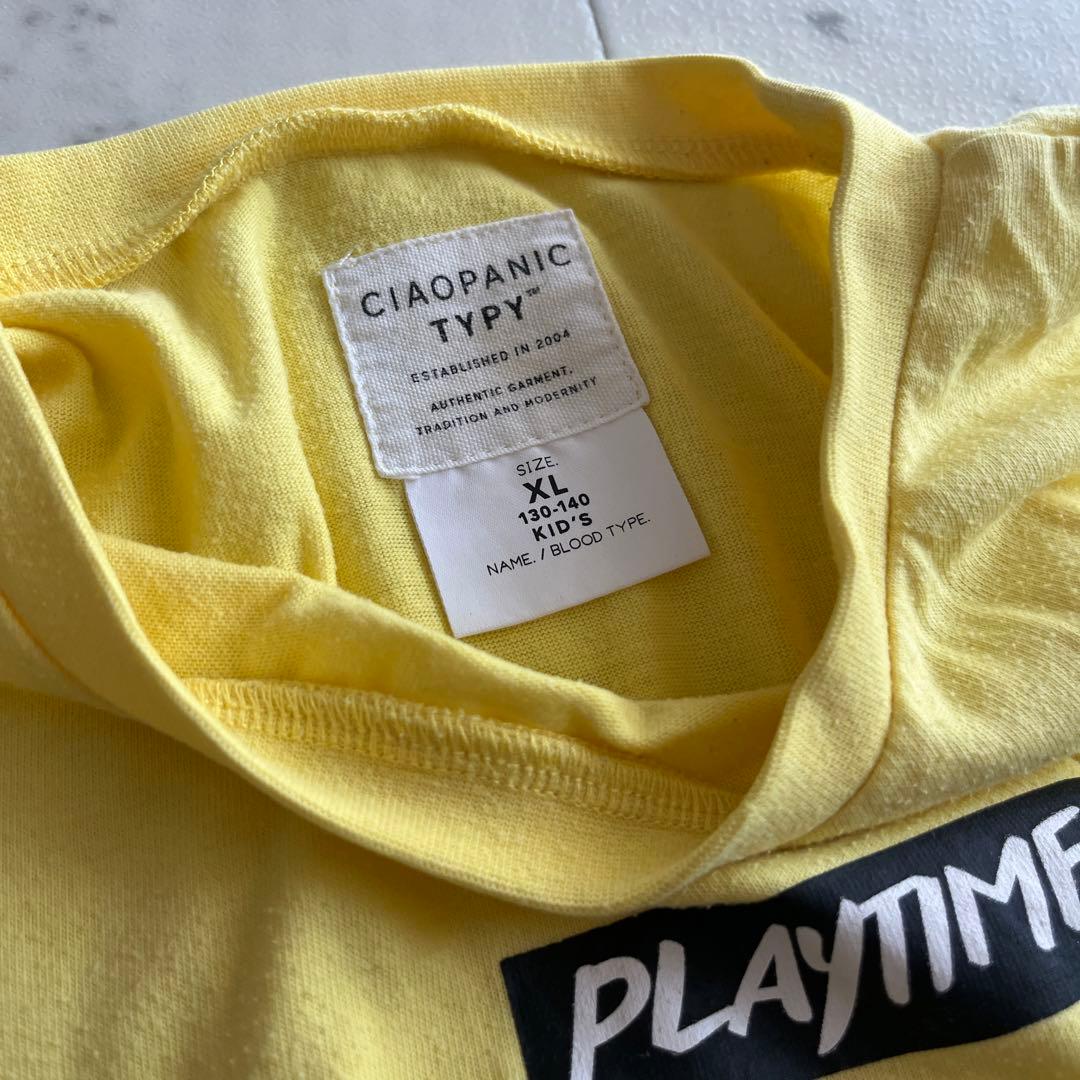 CIAOPANIC
TYPY™
ESTABLISHED IN 2004
AUTHENTIC GARMENT,
TRADITION AND MODERNITY
SIZE.
XL
130-140
KID'S
NAME. / BLOOD TYPE.
PLAYTIME